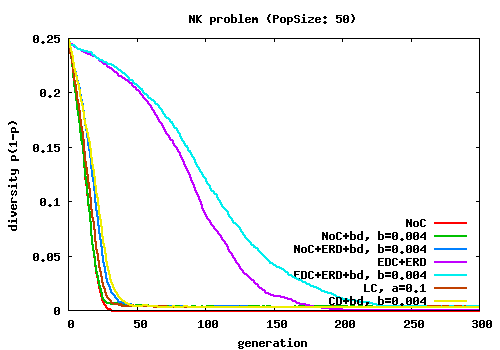 NK problem (PopSize: 50)
0.25
0.2
0.15
0.1
0.05
0
diversity p(1-p)
NoC
NoC+bd, b=0.004
NoC+ERD+bd, b=0.004
EDC+ERD
EDC+ERD+bd, b=0.004
LC, a=0.1
CD+bd, b=0.004
0 50 100 150 200 250 300
generation